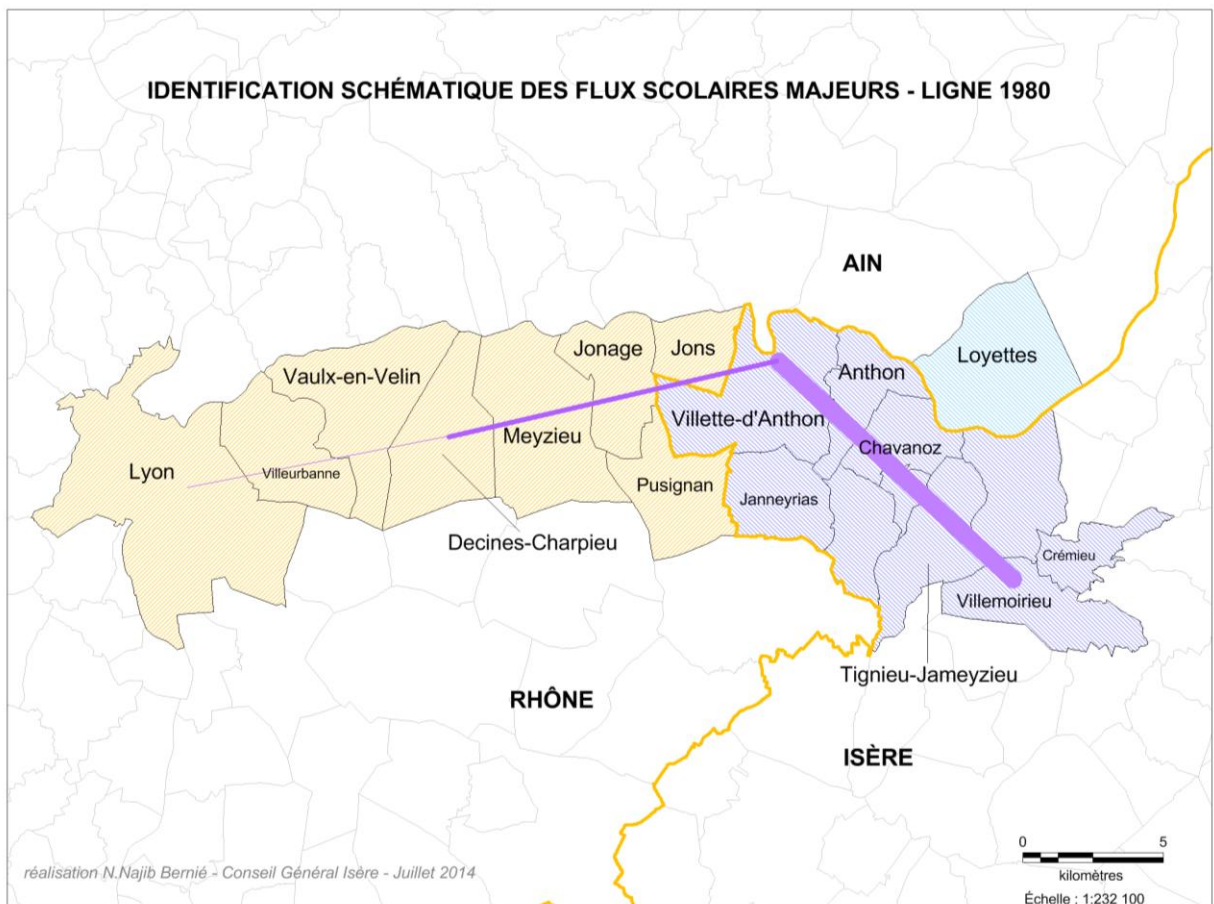 IDENTIFICATION SCHÉMATIQUE DES FLUX SCOLAIRES MAJEURS - LIGNE 1980
AIN
Jonage
Jons
Loyettes
Vaulx-en-Velin
Anthon
Villette-d'Anthon
Meyzieu
Chavanoz
Lyon
Villeurbanne
Pusignan
Janneyrias
Decines-Charpieu
Crémieu
Villemoirieu
Tignieu-Jameyzieu
RHÔNE
ISÈRE
0 5
kilomètres
réalisation N.Najib Bernié - Conseil Général Isère - Juillet 2014
Échelle : 1:232 100